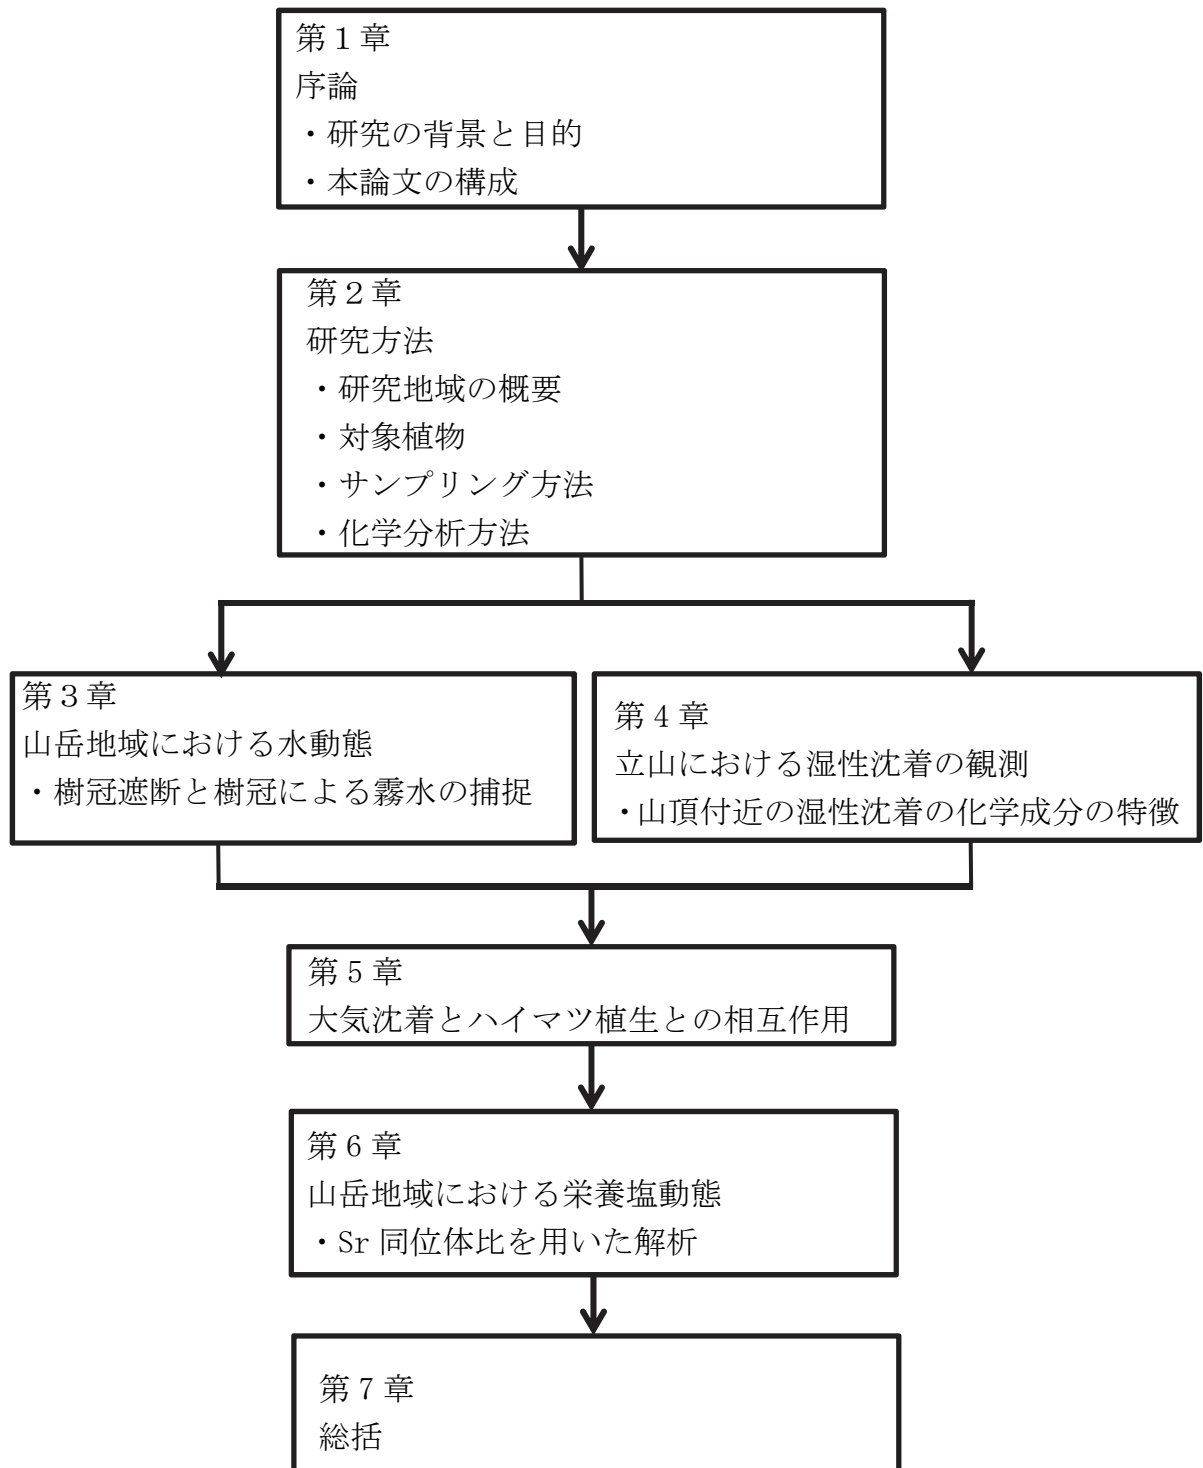 第１章
序論
・研究の背景と目的
・本論文の構成
第２章
研究方法
・研究地域の概要
・対象植物
・サンプリング方法
・化学分析方法
第３章
山岳地域における水動態
・樹冠遮断と樹冠による霧水の捕捉
第 4 章
立山における湿性沈着の観測
・山頂付近の湿性沈着の化学成分の特徴
第 5 章
大気沈着とハイマツ植生との相互作用
第 6 章
山岳地域における栄養塩動態
・Sr 同位体比を用いた解析
第 7 章
総括